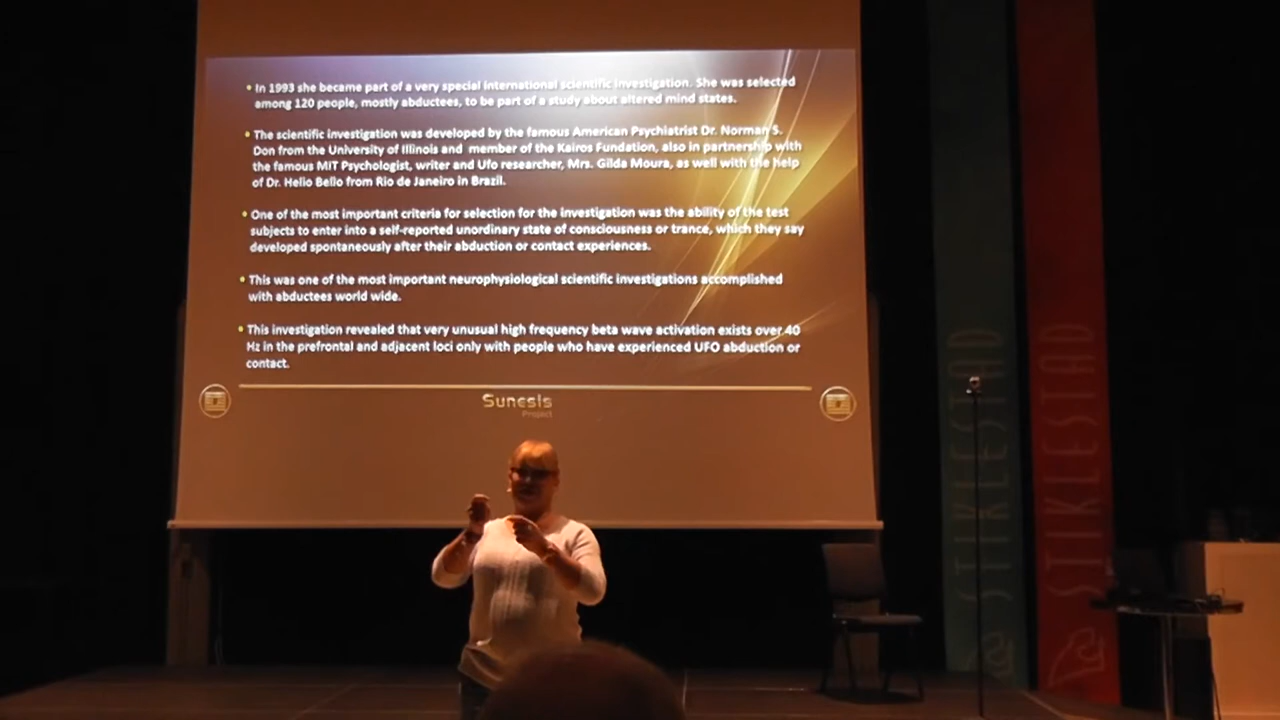 • In 1993 she became part of a very special international scientific investigation. She was selected
among 120 people, mostly abductees, to be part of a study about altered mind states.
• The scientific investigation was developed by the famous American Psychiatrist Dr. Norman S.
Don from the University of Illinois and member of the Kairos Fundation, also in partnership with
the famous MIT Psychologist, writer and Ufo researcher, Mrs. Gilda Moura, as well with the help
of Dr. Helio Bello from Rio de Janeiro in Brazil.
• One of the most important criteria for selection for the investigation was the ability of the test
subjects to enter into a self-reported unordinary state of consciousness or trance, which they say
developed spontaneously after their abduction or contact experiences.
• This was one of the most important neurophysiological scientific investigations accomplished
with abductees world wide.
• This investigation revealed that very unusual high frequency beta wave activation exists over 40
Hz in the prefrontal and adjacent loci only with people who have experienced UFO abduction or
contact.
Sunesis
Project
STIKLESTAD
STIKLESTAD